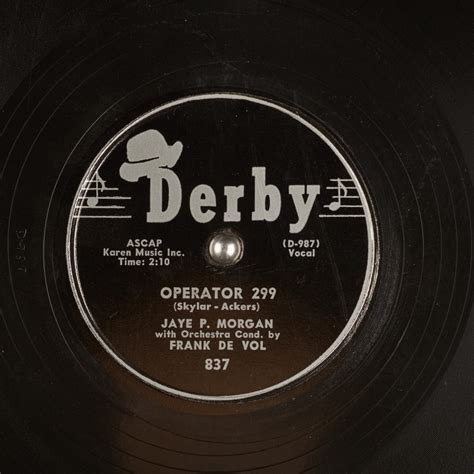 Derby
ASCAP
Karen Music Inc.
Time: 2:10
(D-987)
Vocal
OPERATOR 299
(Skylar - Ackers)
JAYE P. MORGAN
with Orchestra Cond. by
FRANK DE VOL
837